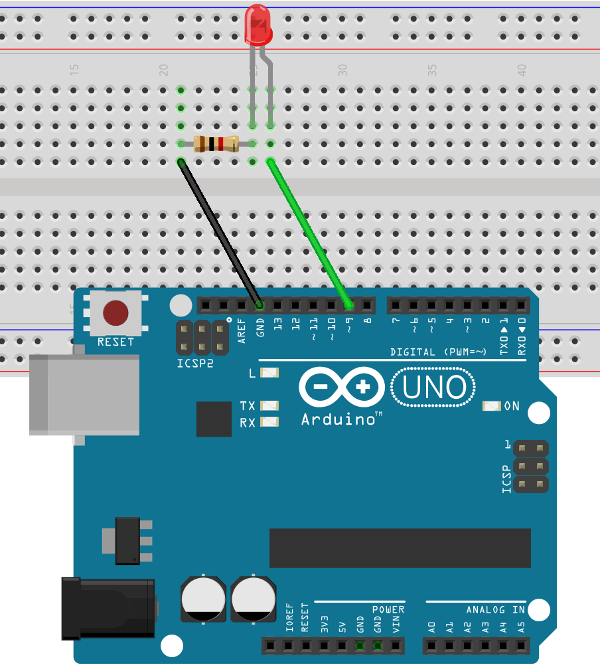 15 20 25 30 35 40
RESET
ICSP2
AREF
GND
13
12
~11
~10
~9
8
7
~6
~5
4
~3
2
TX0▶1
RX0◀0
DIGITAL (PWM=~)
L
TX
RX
UNO
Arduino™
ON
1
ICSP
POWER
ANALOG IN
IOREF
RESET
3V3
5V
GND
GND
VIN
A0
A1
A2
A3
A4
A5